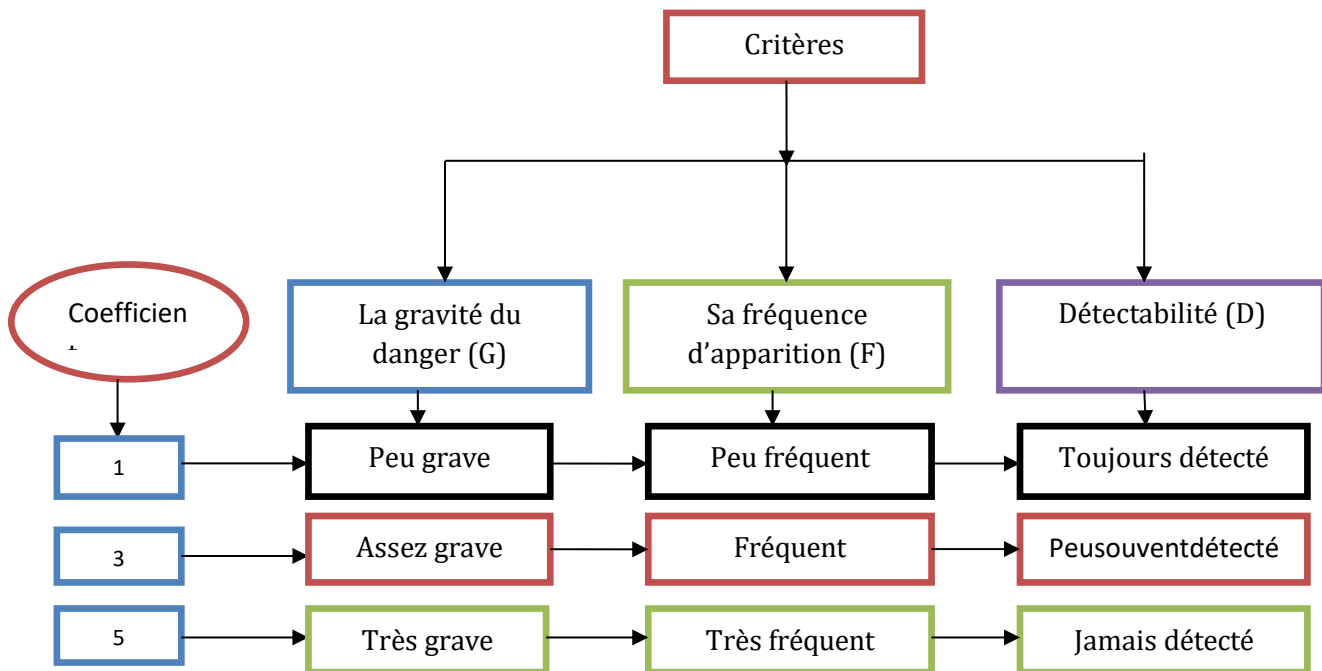 Critères
Coefficien
La gravité du
danger (G)
Sa fréquence
d'apparition (F)
Détectabilité (D)
1
Peu grave
Peu fréquent
Toujours détecté
3
Assez grave
Fréquent
Peusouventdétecté
5
Très grave
Très fréquent
Jamais détecté